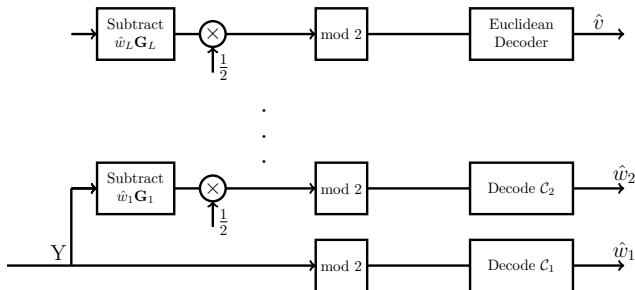 Subtract
ŵ_L G_L
×
1/2
mod 2
Euclidean
Decoder
v̂
Subtract
ŵ_1 G_1
×
1/2
mod 2
Decode 𝒞_2
ŵ_2
Y
mod 2
Decode 𝒞_1
ŵ_1